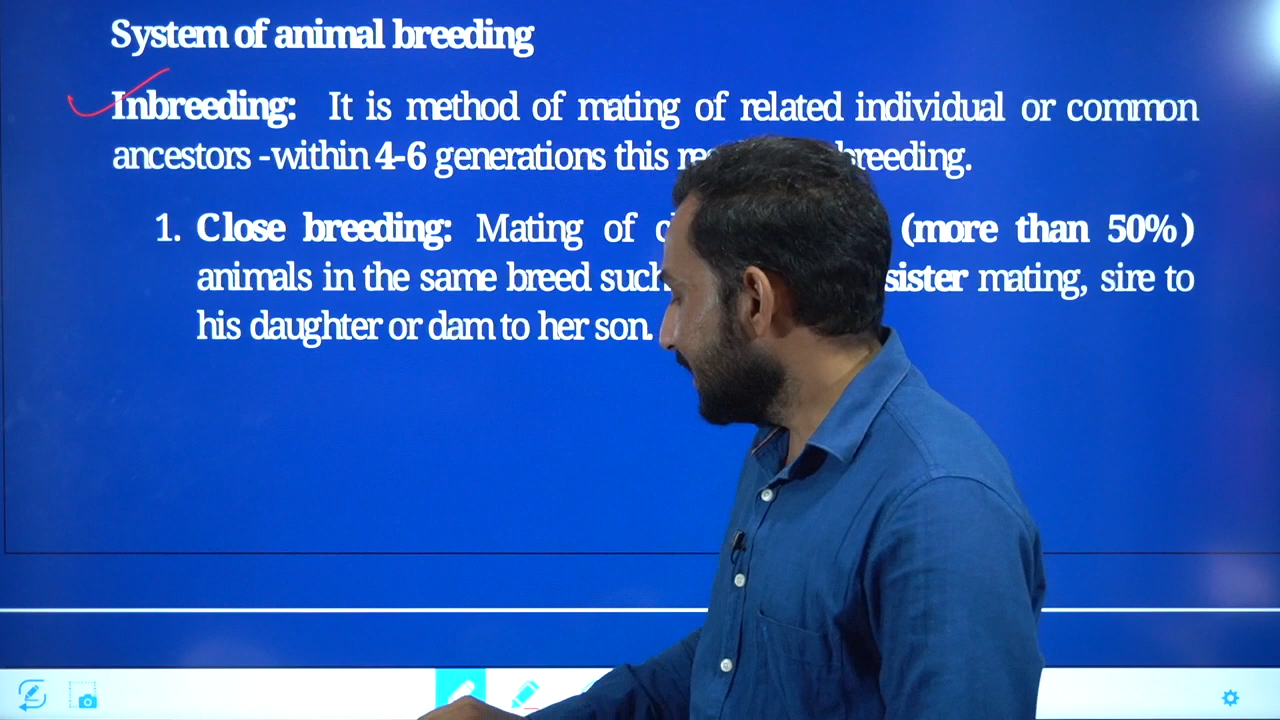 System of animal breeding
Inbreeding: It is method of mating of related individual or common
ancestors -within 4-6 generations this breeding.
1. Close breeding: Mating of (more than 50%)
animals in the same breed such sister mating, sire to
his daughter or dam to her son.